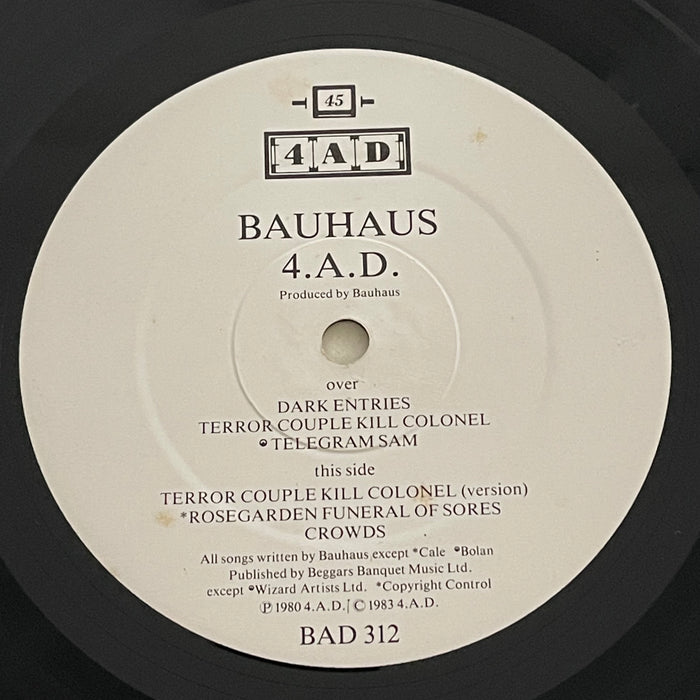 45
4AD
BAUHAUS
4.A.D.
Produced by Bauhaus
over
DARK ENTRIES
TERROR COUPLE KILL COLONEL
●TELEGRAM SAM
this side
TERROR COUPLE KILL COLONEL (version)
*ROSEGARDEN FUNERAL OF SORES
CROWDS
All songs written by Bauhaus except *Cale ●Bolan
Published by Beggars Banquet Music Ltd.
except ●Wizard Artists Ltd. *Copyright Control
℗ 1980 4.A.D. © 1983 4.A.D.
BAD 312